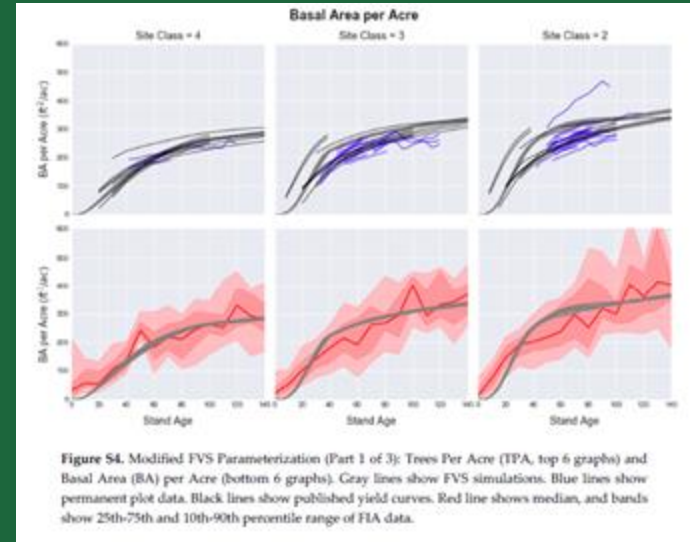 Basal Area per Acre
Site Class = 4 Site Class = 3 Site Class = 2
BA per Acre (ft²/ac)
BA per Acre (ft²/ac)
Stand Age Stand Age Stand Age
Figure S4. Modified FVS Parameterization (Part 1 of 3): Trees Per Acre (TPA, top 6 graphs) and
Basal Area (BA) per Acre (bottom 6 graphs). Gray lines show FVS simulations. Blue lines show
permanent plot data. Black lines show published yield curves. Red line shows median, and bands
show 25th-75th and 10th-90th percentile range of FIA data.